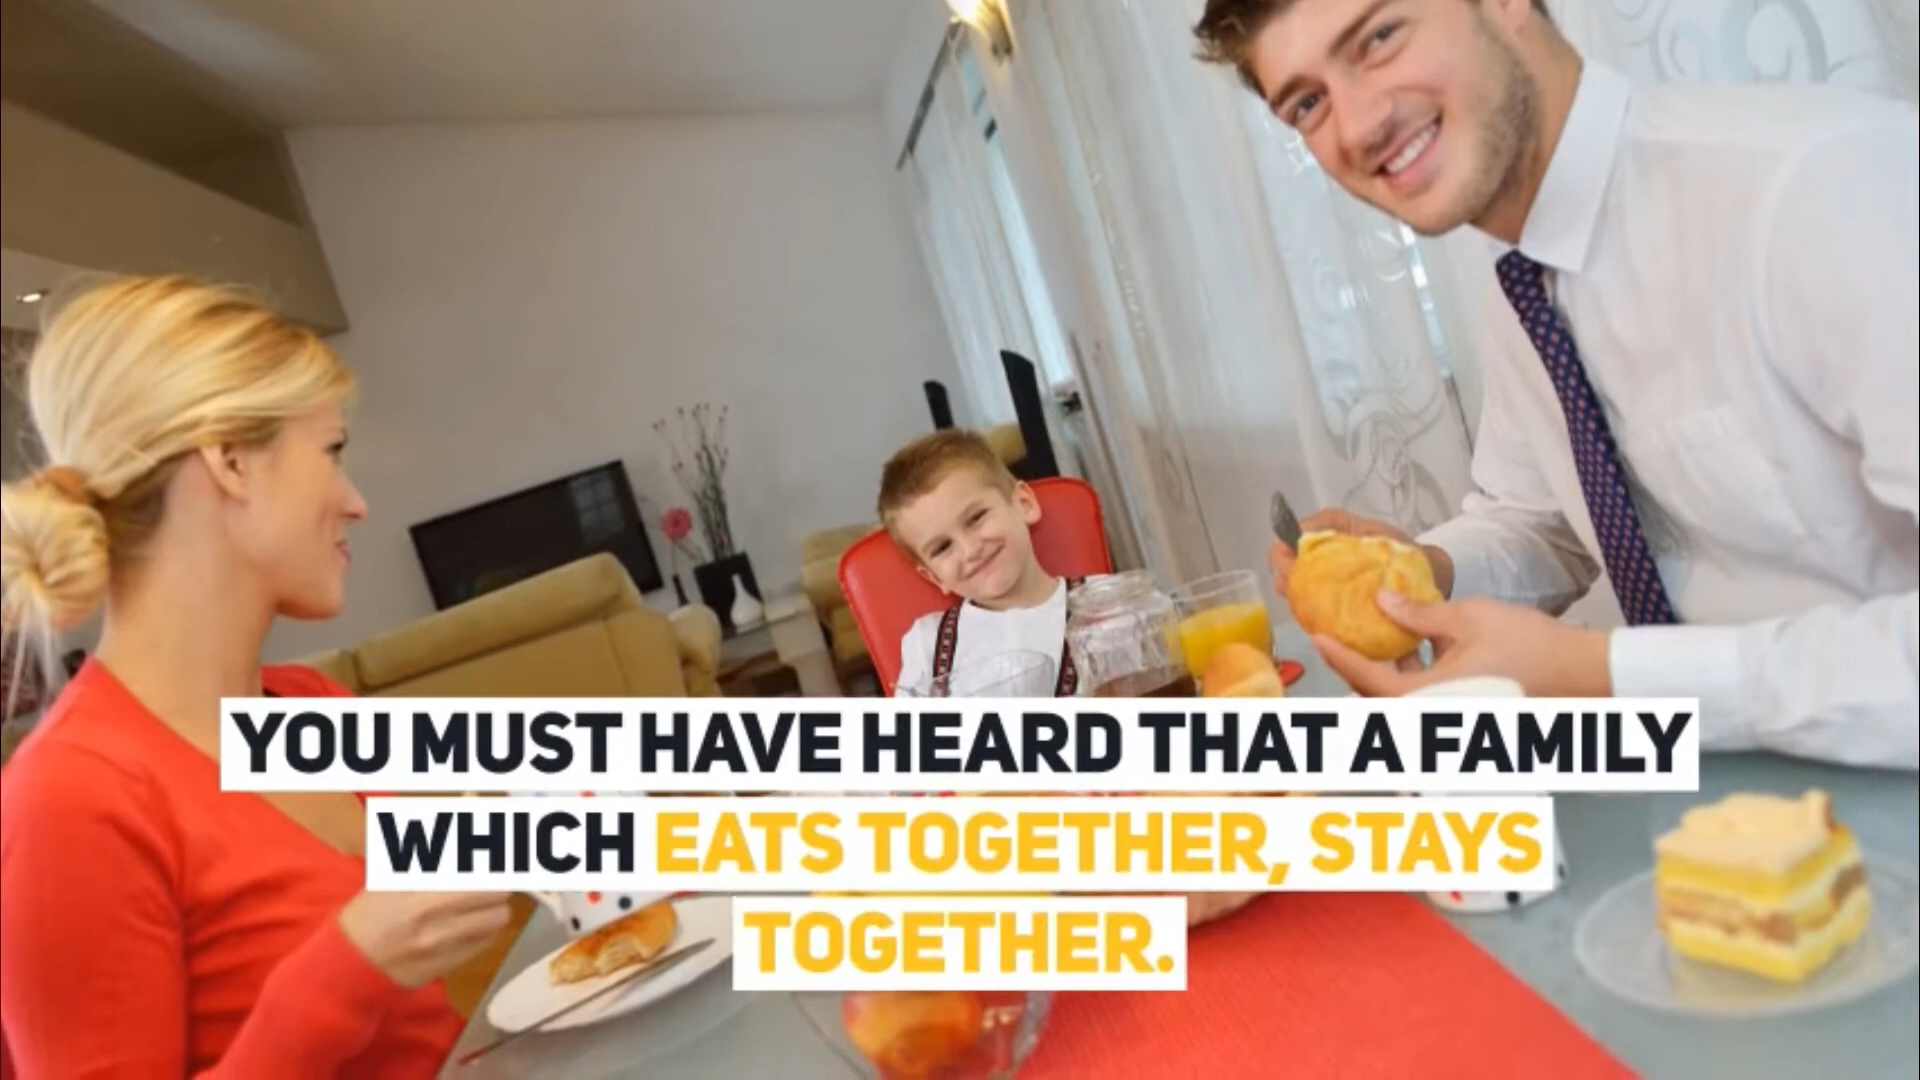 YOU MUST HAVE HEARD THAT A FAMILY
WHICH EATS TOGETHER, STAYS
TOGETHER.